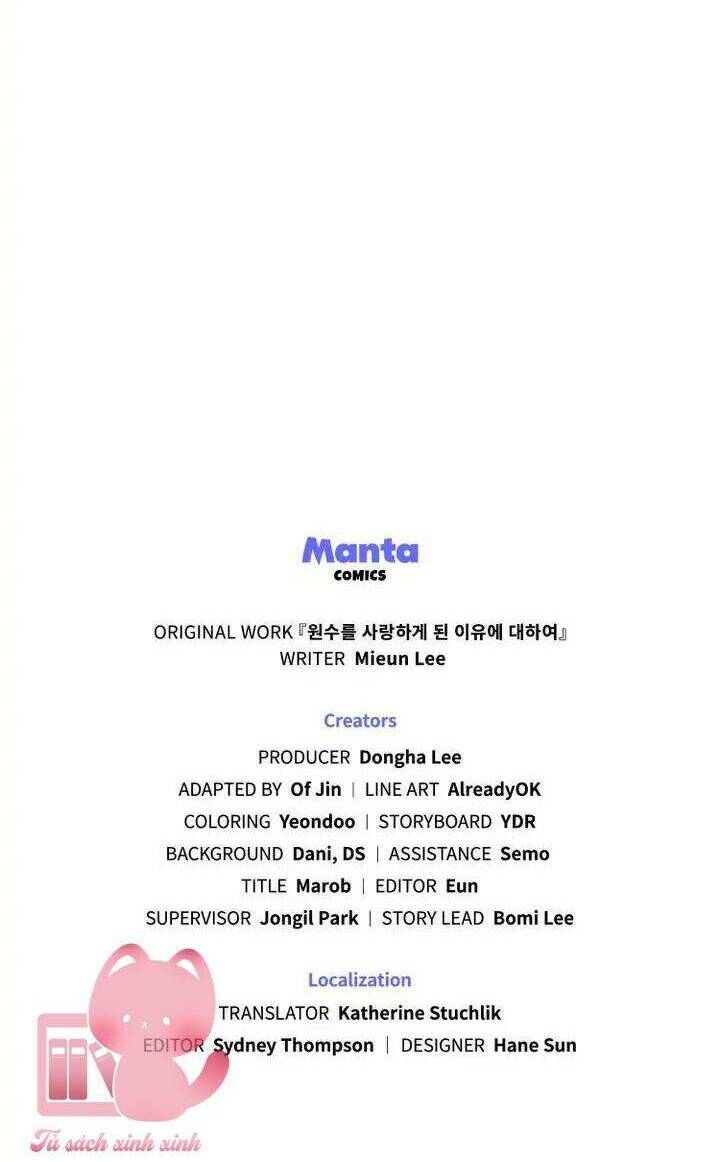 Manta
COMICS
ORIGINAL WORK 『원수를 사랑하게 된 이유에 대하여』
WRITER Mieun Lee
Creators
PRODUCER Dongha Lee
ADAPTED BY Of Jin | LINE ART AlreadyOK
COLORING Yeondoo | STORYBOARD YDR
BACKGROUND Dani, DS | ASSISTANCE Semo
TITLE Marob | EDITOR Eun
SUPERVISOR Jongil Park | STORY LEAD Bomi Lee
Localization
TRANSLATOR Katherine Stuchlik
EDITOR Sydney Thompson | DESIGNER Hane Sun
Tủ sách xinh xinh